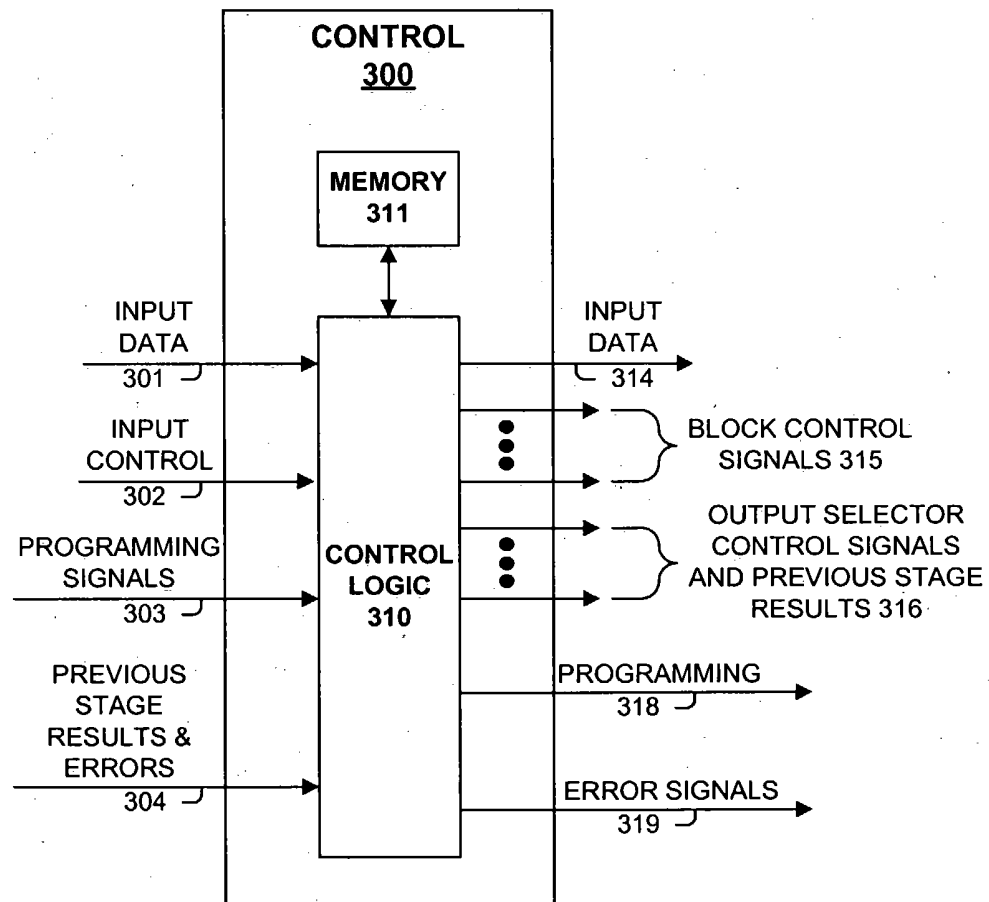 CONTROL
300
MEMORY
311
INPUT
DATA
301
INPUT
CONTROL
302
PROGRAMMING
SIGNALS
303
PREVIOUS
STAGE
RESULTS &
ERRORS
304
CONTROL
LOGIC
310
INPUT
DATA
314
BLOCK CONTROL
SIGNALS 315
OUTPUT SELECTOR
CONTROL SIGNALS
AND PREVIOUS STAGE
RESULTS 316
PROGRAMMING
318
ERROR SIGNALS
319